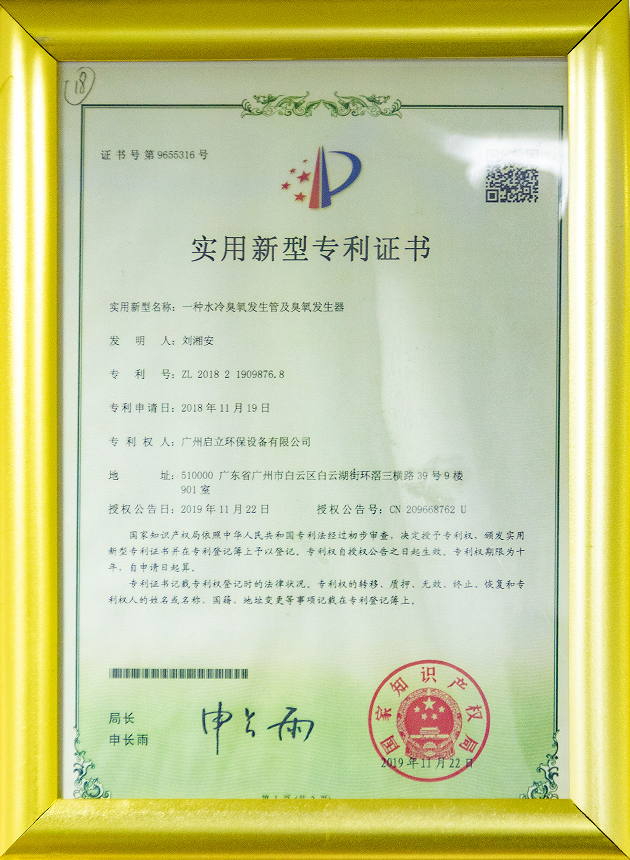 18
证书号第9655316号
实用新型专利证书
实用新型名称：一种水冷臭氧发生管及臭氧发生器
发明人：刘湘安
专利号：ZL 2018 2 1909876.8
专利申请日：2018年11月19日
专利权人：广州启立环保设备有限公司
地址：510000 广东省广州市白云区白云湖街环滘三横路39号9楼
901室
授权公告日：2019年11月22日 授权公告号：CN 209668762 U
国家知识产权局依照中华人民共和国专利法经过初步审查，决定授予专利权，颁发实用
新型专利证书并在专利登记簿上予以登记。专利权自授权公告之日起生效。专利权期限为十
年，自申请日起算。
专利证书记载专利权登记时的法律状况。专利权的转移、质押、无效、终止、恢复和专
利权人的姓名或名称、国籍、地址变更等事项记载在专利登记簿上。
局长
申长雨
申长雨
国家知识产权局
2019年11月22日